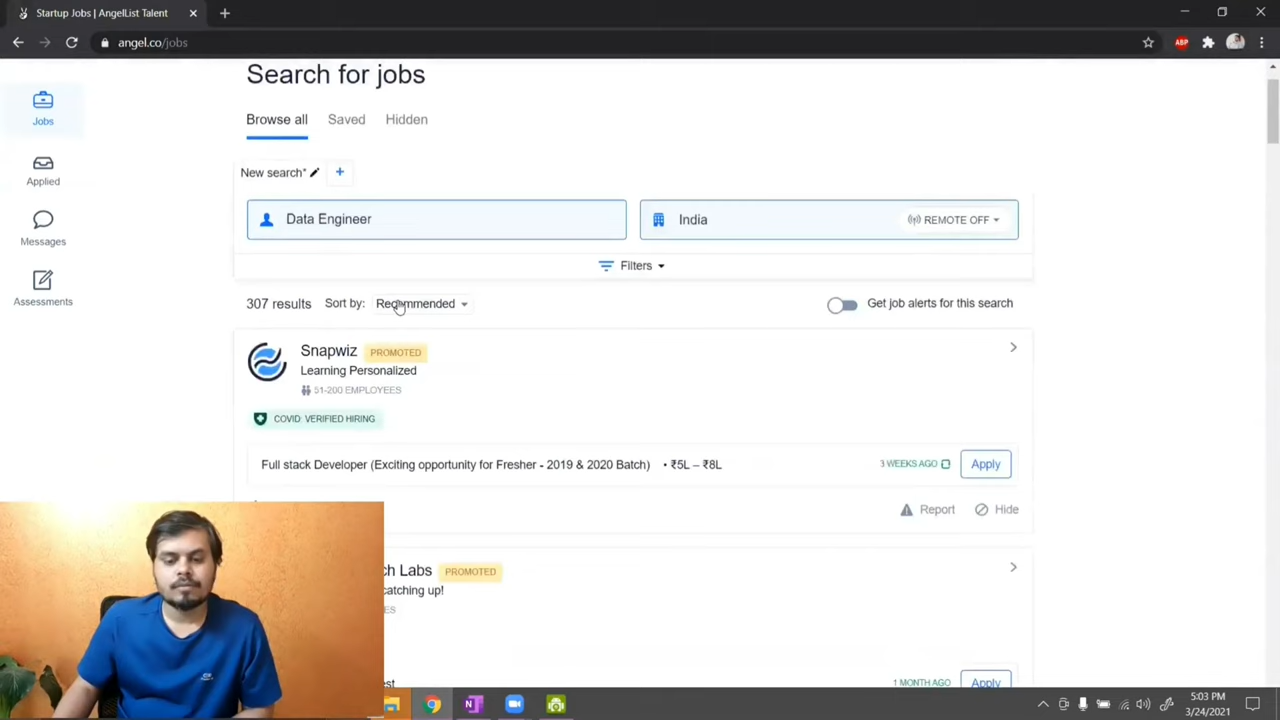 Startup Jobs | AngelList Talent
angel.co/jobs
ABP
Search for jobs
Jobs
Browse all Saved Hidden
Applied
New search* +
Data Engineer
India
REMOTE OFF
Messages
Filters
Assessments
307 results Sort by: Recommended
Get job alerts for this search
Snapwiz PROMOTED
Learning Personalized
51-200 EMPLOYEES
COVID: VERIFIED HIRING
Full stack Developer (Exciting opportunity for Fresher - 2019 & 2020 Batch) • ₹5L – ₹8L
3 WEEKS AGO Apply
Report Hide
ch Labs PROMOTED
catching up!
ES
est
1 MONTH AGO Apply
5:03 PM
3/24/2021